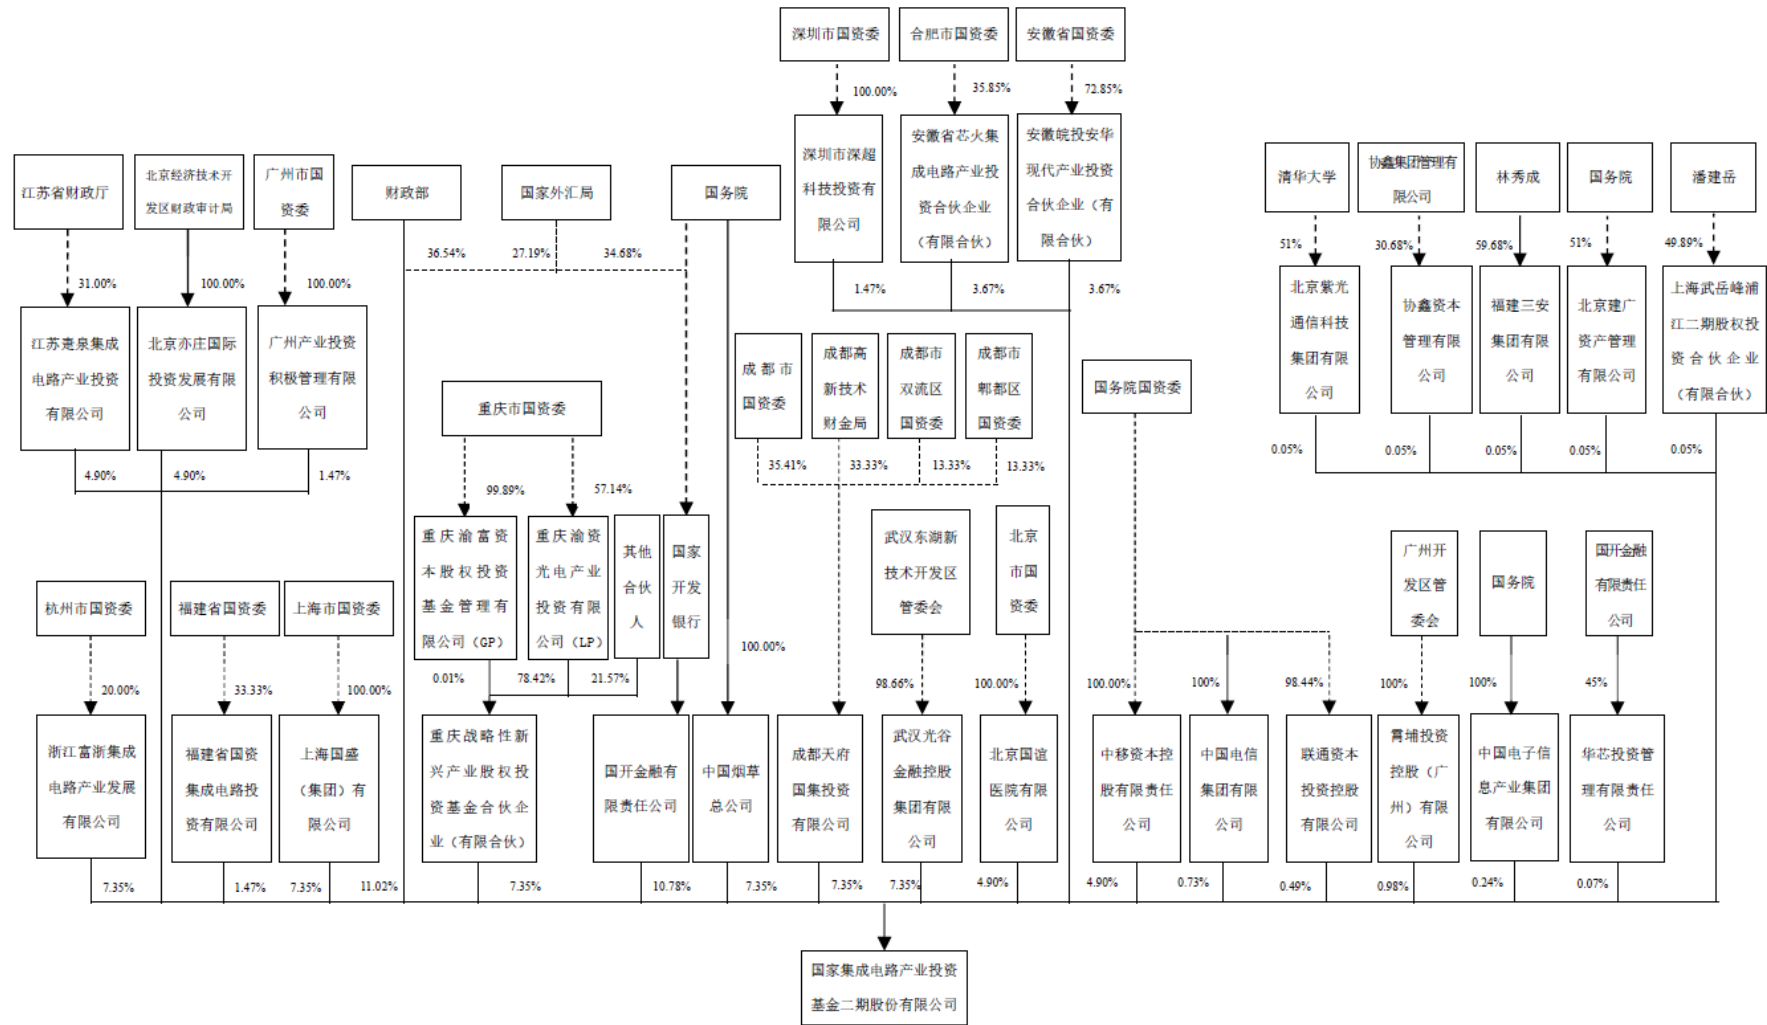 深圳市国资委
合肥市国资委
安徽省国资委
100.00%
35.85%
72.85%
深圳市深超
科技投资有
限公司
安徽省芯火集
成电路产业投
资合伙企业
（有限合伙）
安徽皖投安华
现代产业投资
合伙企业（有
限合伙）
1.47%
3.67%
3.67%
江苏省财政厅
北京经济技术开
发区财政审计局
广州市国
资委
财政部
国家外汇局
国务院
36.54%
27.19%
34.68%
31.00%
100.00%
100.00%
江苏疌泉集成
电路产业投资
有限公司
北京亦庄国际
投资发展有限
公司
广州产业投资
积极管理有限
公司
4.90%
4.90%
1.47%
清华大学
协鑫集团管理有
限公司
林秀成
国务院
潘建岳
51%
30.68%
59.68%
51%
49.89%
北京紫光
通信科技
集团有限
公司
协鑫资本
管理有限
公司
福建三安
集团有限
公司
北京建广
资产管理
有限公司
上海武岳峰浦
江二期股权投
资合伙企业
（有限合伙）
0.05%
0.05%
0.05%
0.05%
0.05%
重庆市国资委
99.89%
57.14%
重庆渝富资
本股权投资
基金管理有
限公司（GP）
重庆渝资
光电产业
投资有限
公司（LP）
其他
合伙
人
国家
开发
银行
0.01%
78.42%
21.57%
100.00%
成都市
国资委
成都高
新技术
财金局
成都市
双流区
国资委
成都市
郫都区
国资委
35.41%
33.33%
13.33%
13.33%
国务院国资委
武汉东湖新
技术开发区
管委会
北京
市国
资委
广州开
发区管
委会
国务院
国开金融
有限责任
公司
杭州市国资委
福建省国资委
上海市国资委
20.00%
33.33%
100.00%
98.66%
100.00%
100.00%
100%
98.44%
100%
100%
45%
浙江富浙集成
电路产业发展
有限公司
福建省国资
集成电路投
资有限公司
上海国盛
（集团）有
限公司
重庆战略性新
兴产业股权投
资基金合伙企
业（有限合伙）
国开金融有
限责任公司
中国烟草
总公司
成都天府
国集投资
有限公司
武汉光谷
金融控股
集团有限
公司
北京国谊
医院有限
公司
中移资本控
股有限责任
公司
中国电信
集团有限
公司
联通资本
投资控股
有限公司
霄埔投资
控股（广
州）有限
公司
中国电子信
息产业集团
有限公司
华芯投资管
理有限责任
公司
7.35%
1.47%
7.35%
11.02%
7.35%
10.78%
7.35%
7.35%
7.35%
4.90%
4.90%
0.73%
0.49%
0.98%
0.24%
0.07%
国家集成电路产业投资
基金二期股份有限公司